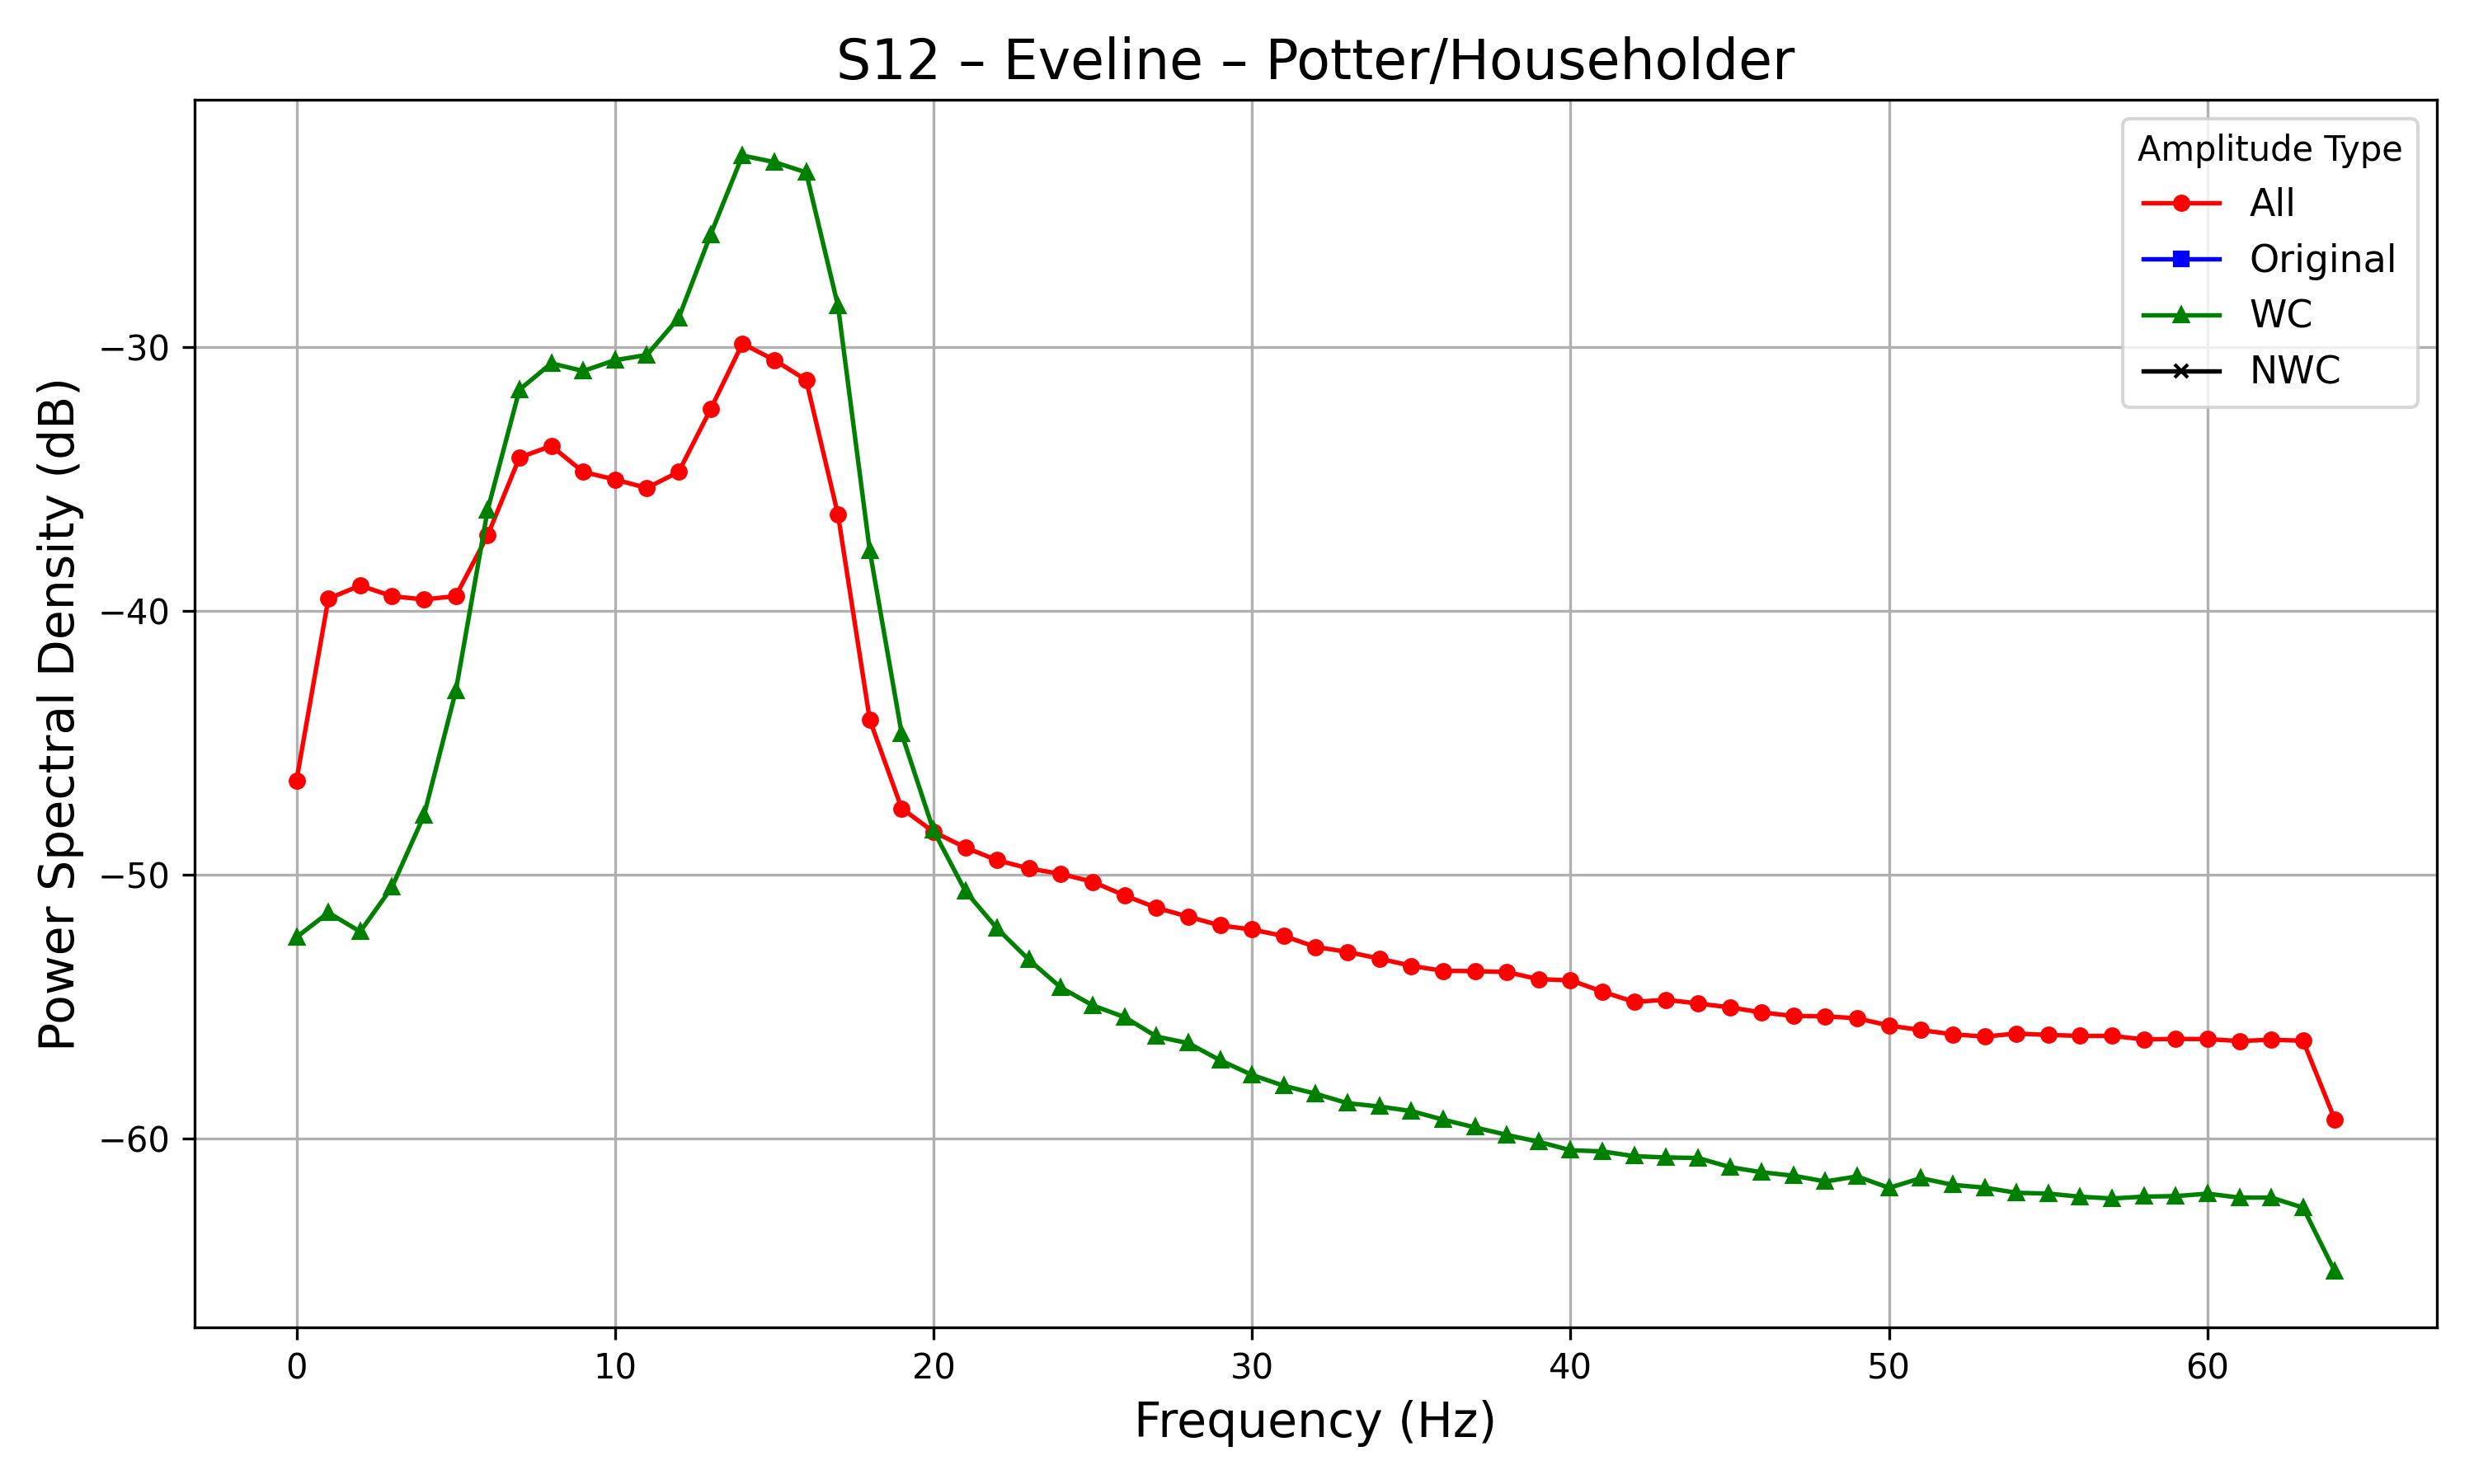 S12 – Eveline – Potter/Householder
Amplitude Type
All
Original
WC
NWC
Power Spectral Density (dB)
−30
−40
−50
−60
0 10 20 30 40 50 60
Frequency (Hz)